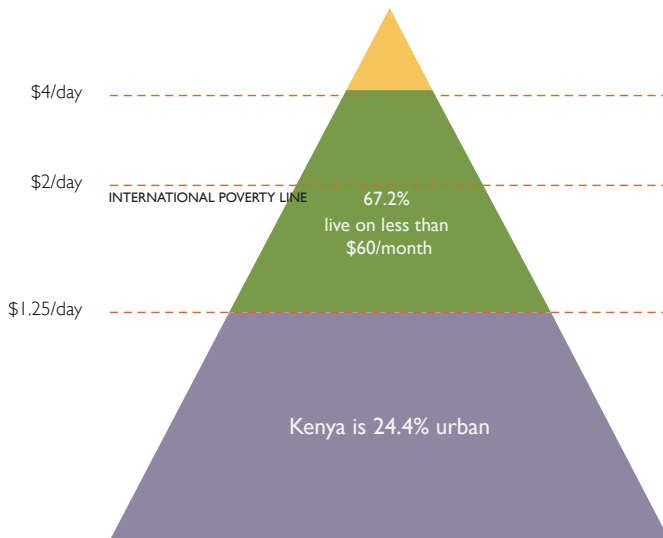 $4/day
$2/day
INTERNATIONAL POVERTY LINE
67.2%
live on less than
$60/month
$1.25/day
Kenya is 24.4% urban